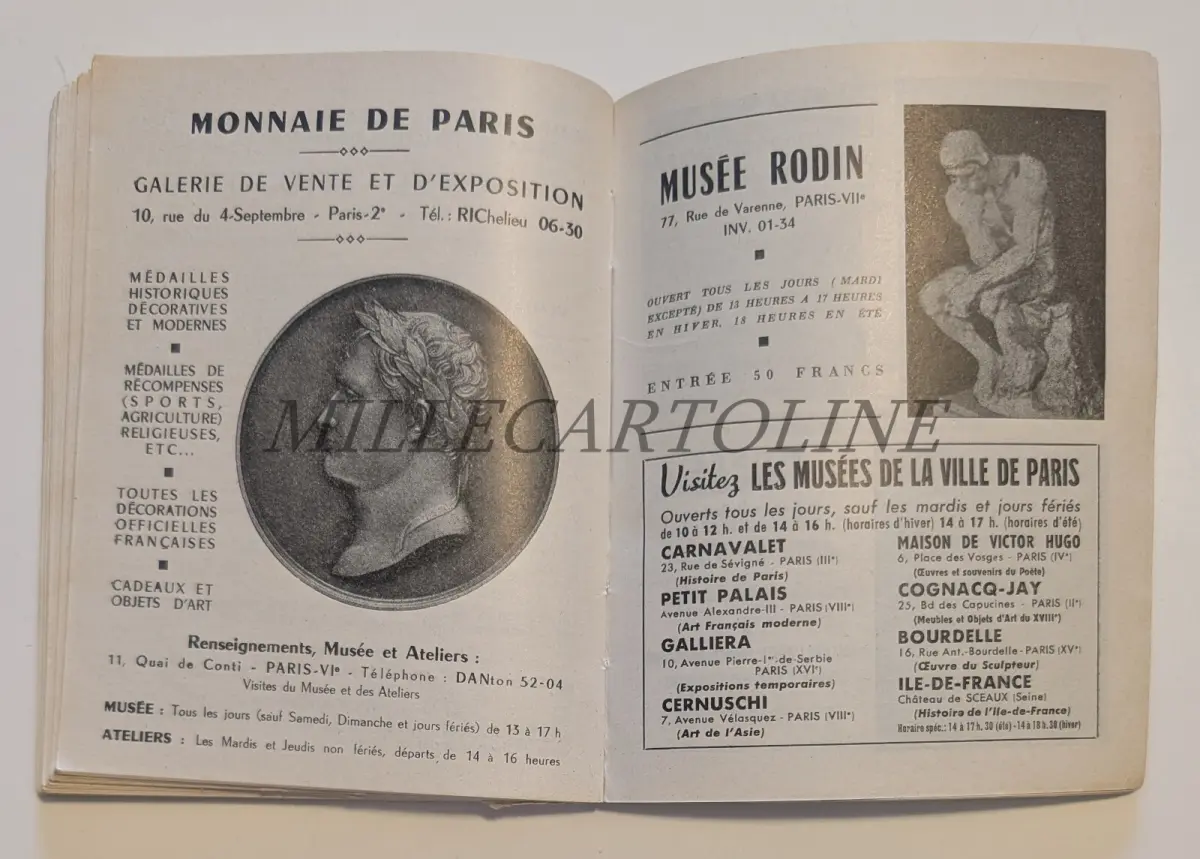 MONNAIE DE PARIS
GALERIE DE VENTE ET D'EXPOSITION
10, rue du 4-Septembre - Paris-2e - Tél. : RIChelieu 06-30
MÉDAILLES
HISTORIQUES
DÉCORATIVES
ET MODERNES
MÉDAILLES DE
RÉCOMPENSES
(SPORTS,
AGRICULTURE)
RELIGIEUSES,
ETC...
TOUTES LES
DÉCORATIONS
OFFICIELLES
FRANÇAISES
CADEAUX ET
OBJETS D'ART
Renseignements, Musée et Ateliers :
11, Quai de Conti - PARIS-VIe - Téléphone : DANton 52-04
Visites du Musée et des Ateliers
MUSÉE : Tous les jours (sauf Samedi, Dimanche et jours fériés) de 13 à 17 h
ATELIERS : Les Mardis et Jeudis non fériés, départs de 14 à 16 heures
MILLECARTOLINE
MUSÉE RODIN
77, Rue de Varenne, PARIS-VIIe
INV. 01-34
OUVERT TOUS LES JOURS (MARDI
EXCEPTÉ) DE 13 HEURES A 17 HEURES
EN HIVER, 18 HEURES EN ÉTÉ
ENTRÉE 50 FRANCS
Visitez LES MUSÉES DE LA VILLE DE PARIS
Ouverts tous les jours, sauf les mardis et jours fériés
de 10 à 12 h. et de 14 à 16 h. (horaires d'hiver) 14 à 17 h. (horaires d'été)
CARNAVALET
23, Rue de Sévigné - PARIS (IIIe)
(Histoire de Paris)
PETIT PALAIS
Avenue Alexandre-III - PARIS (VIIIe)
(Art Français moderne)
GALLIERA
10, Avenue Pierre-Ier-de-Serbie
PARIS (XVIe)
(Expositions temporaires)
CERNUSCHI
7, Avenue Vélasquez - PARIS (VIIIe)
(Art de l'Asie)
MAISON DE VICTOR HUGO
6, Place des Vosges - PARIS (IVe)
(Œuvres et souvenirs du Poète)
COGNACQ-JAY
25, Bd des Capucines - PARIS (IIe)
(Meubles et Objets d'Art du XVIIIe)
BOURDELLE
16, Rue Ant.-Bourdelle - PARIS (XVe)
(Œuvre du Sculpteur)
ILE-DE-FRANCE
Château de SCEAUX (Seine)
(Histoire de l'Ile-de-France)
Horaire spéc. : 14 à 17 h. 30 (été) - 14 à 16 h. 30 (hiver)